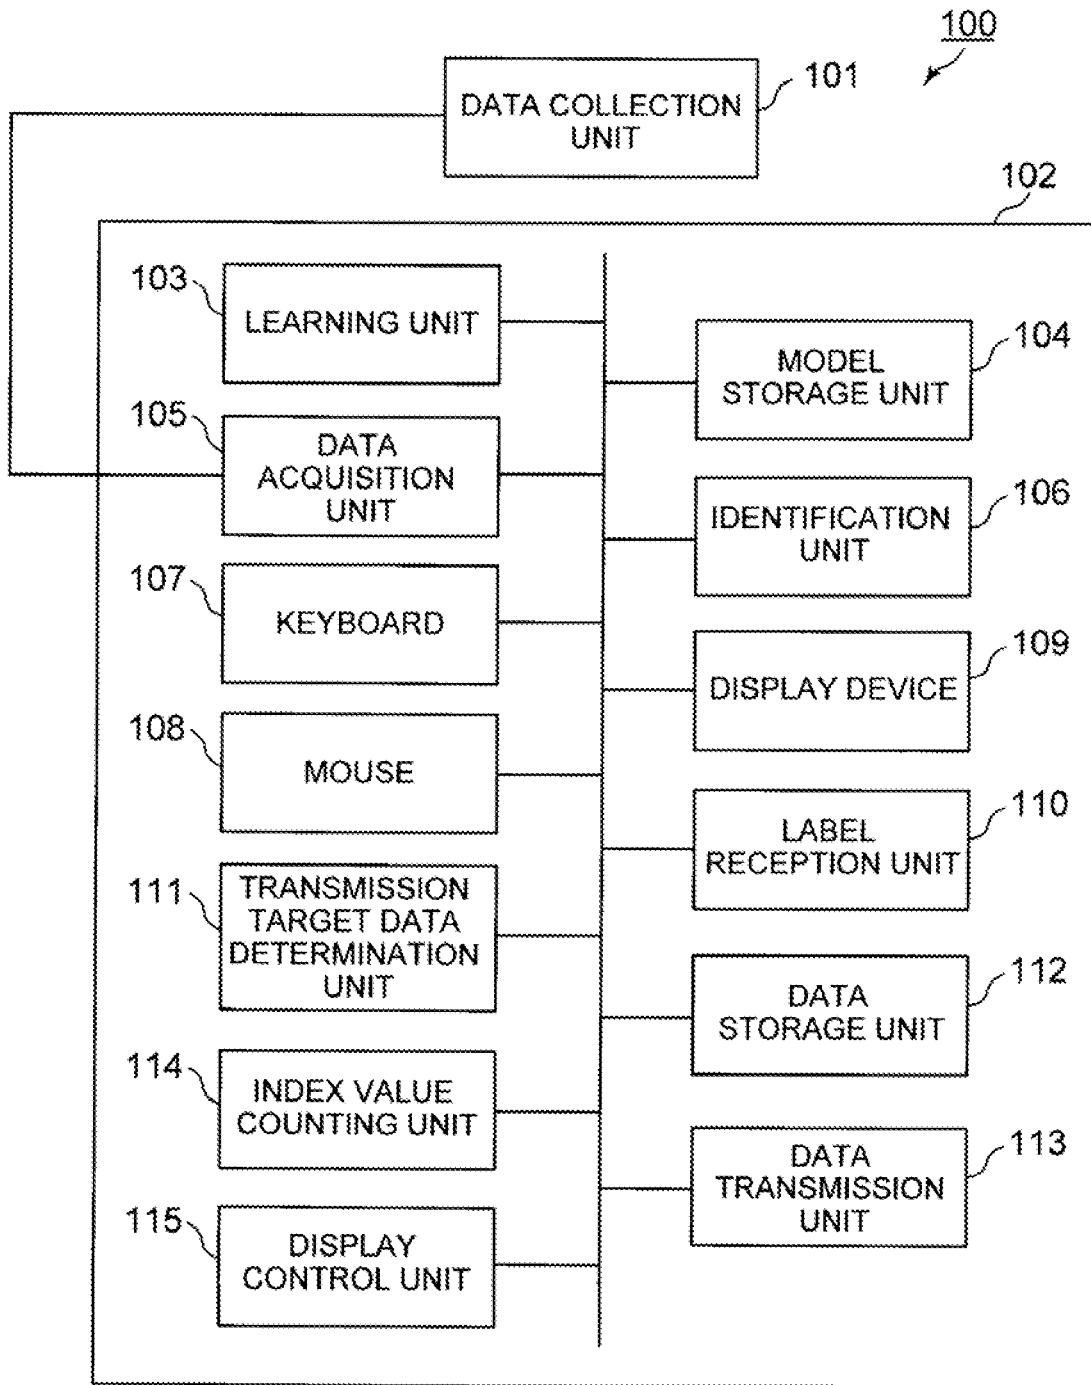 100
101
DATA COLLECTION
UNIT
102
103
LEARNING UNIT
104
MODEL
STORAGE UNIT
105
DATA
ACQUISITION
UNIT
106
IDENTIFICATION
UNIT
107
KEYBOARD
109
DISPLAY DEVICE
108
MOUSE
110
LABEL
RECEPTION UNIT
111
TRANSMISSION
TARGET DATA
DETERMINATION
UNIT
112
DATA
STORAGE UNIT
114
INDEX VALUE
COUNTING UNIT
113
DATA
TRANSMISSION
UNIT
115
DISPLAY
CONTROL UNIT